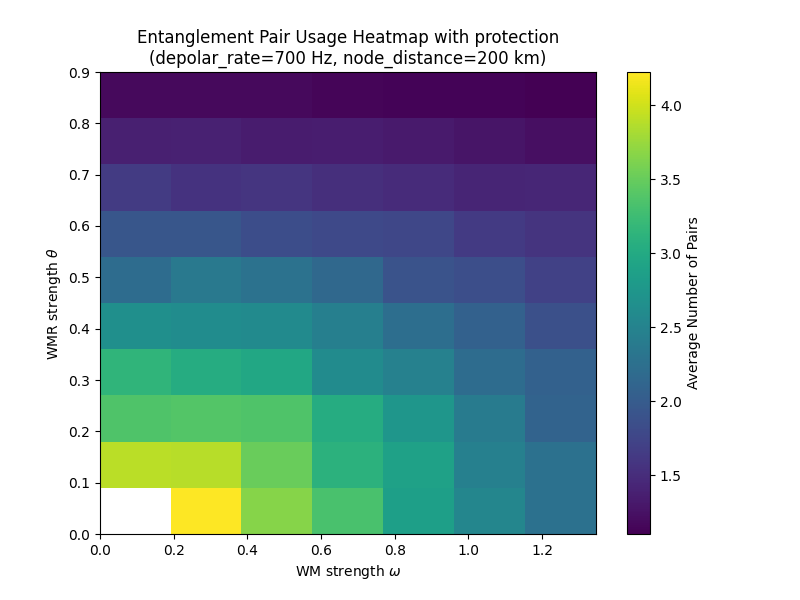 Entanglement Pair Usage Heatmap with protection
(depolar_rate=700 Hz, node_distance=200 km)
0.9
0.8
0.7
0.6
0.5
0.4
0.3
0.2
0.1
0.0
WMR strength θ
0.0 0.2 0.4 0.6 0.8 1.0 1.2
WM strength ω
4.0
3.5
3.0
2.5
2.0
1.5
Average Number of Pairs